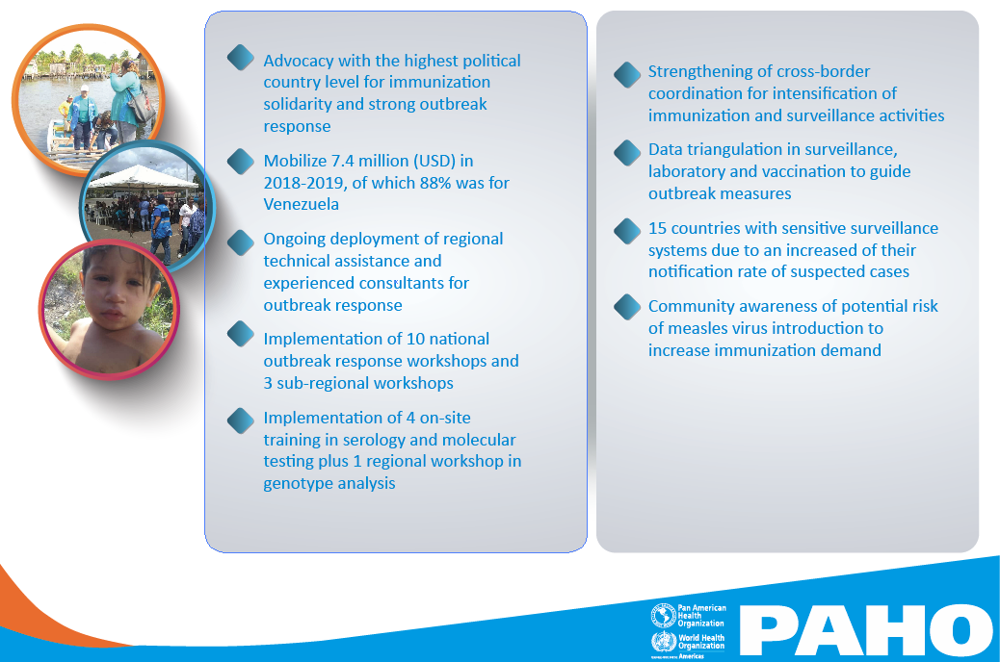 Advocacy with the highest political
country level for immunization
solidarity and strong outbreak
response
Mobilize 7.4 million (USD) in
2018-2019, of which 88% was for
Venezuela
Ongoing deployment of regional
technical assistance and
experienced consultants for
outbreak response
Implementation of 10 national
outbreak response workshops and
3 sub-regional workshops
Implementation of 4 on-site
training in serology and molecular
testing plus 1 regional workshop in
genotype analysis
Strengthening of cross-border
coordination for intensification of
immunization and surveillance activities
Data triangulation in surveillance,
laboratory and vaccination to guide
outbreak measures
15 countries with sensitive surveillance
systems due to an increased of their
notification rate of suspected cases
Community awareness of potential risk
of measles virus introduction to
increase immunization demand
Pan American
Health
Organization
World Health
Organization
Americas
PAHO